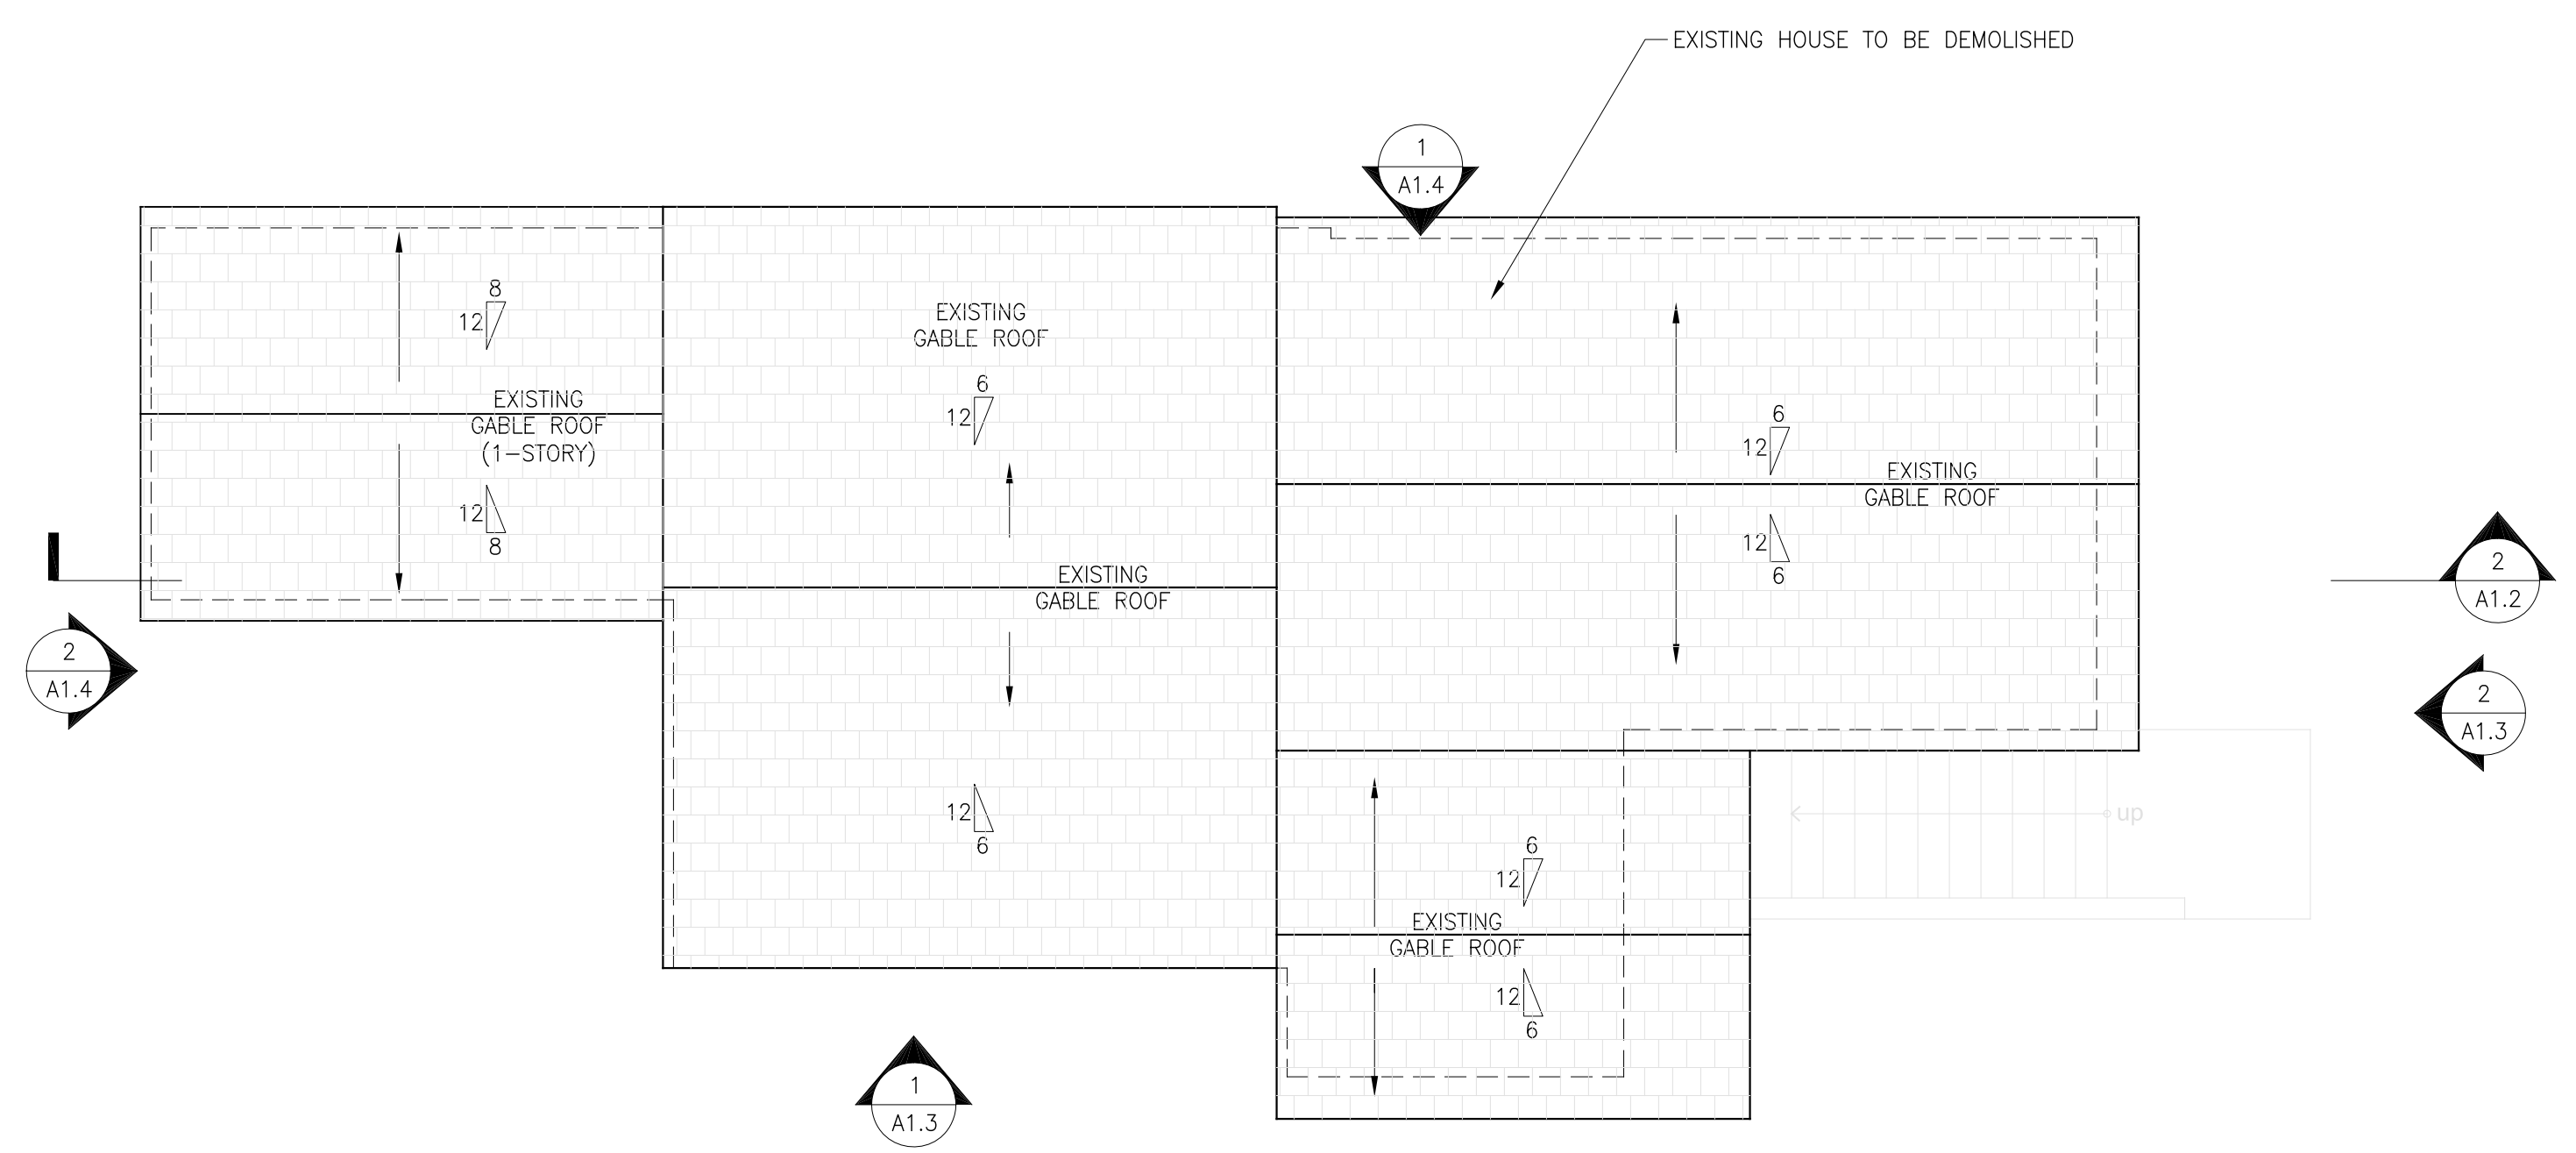 EXISTING HOUSE TO BE DEMOLISHED
1
A1.4
8
12
EXISTING
GABLE ROOF
(1-STORY)
12
8
EXISTING
GABLE ROOF
6
12
EXISTING
GABLE ROOF
12
6
6
12
EXISTING
GABLE ROOF
12
6
6
12
EXISTING
GABLE ROOF
12
6
up
2
A1.2
2
A1.4
2
A1.3
1
A1.3